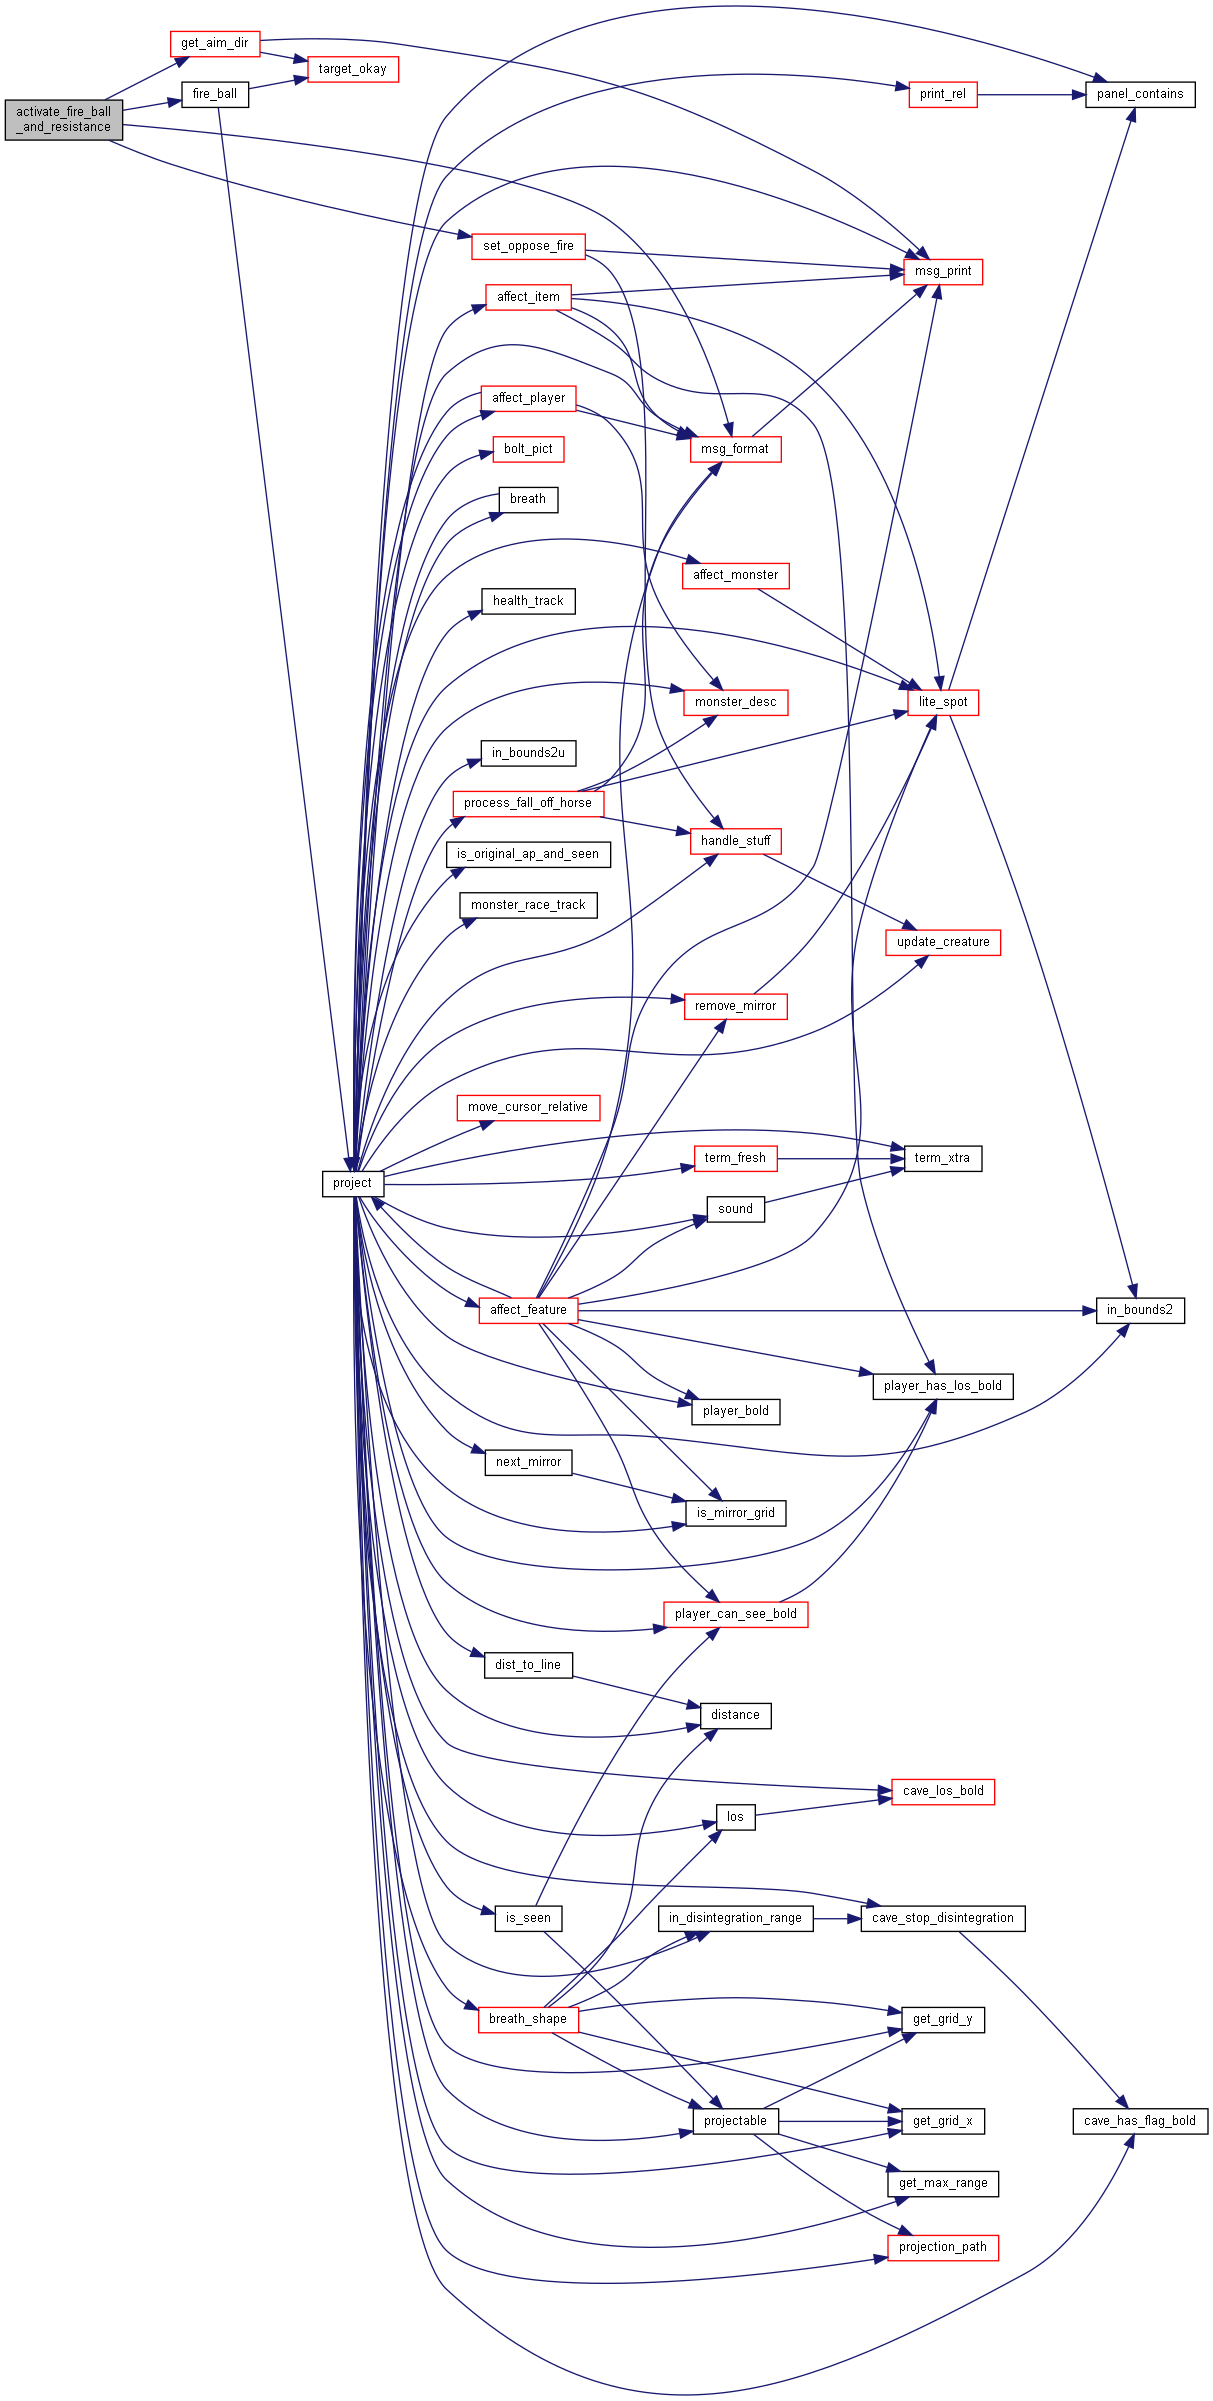 get_aim_dir
target_okay
print_rel
fire_ball
panel_contains
activate_fire_ball
_and_resistance
set_oppose_fire
msg_print
affect_item
affect_player
bolt_pict
msg_format
breath
affect_monster
health_track
monster_desc
lite_spot
in_bounds2u
process_fall_off_horse
handle_stuff
is_original_ap_and_seen
monster_race_track
update_creature
remove_mirror
move_cursor_relative
term_fresh
term_xtra
project
sound
affect_feature
in_bounds2
player_has_los_bold
player_bold
next_mirror
is_mirror_grid
player_can_see_bold
dist_to_line
distance
cave_los_bold
los
is_seen
in_disintegration_range
cave_stop_disintegration
breath_shape
get_grid_y
projectable
get_grid_x
cave_has_flag_bold
get_max_range
projection_path